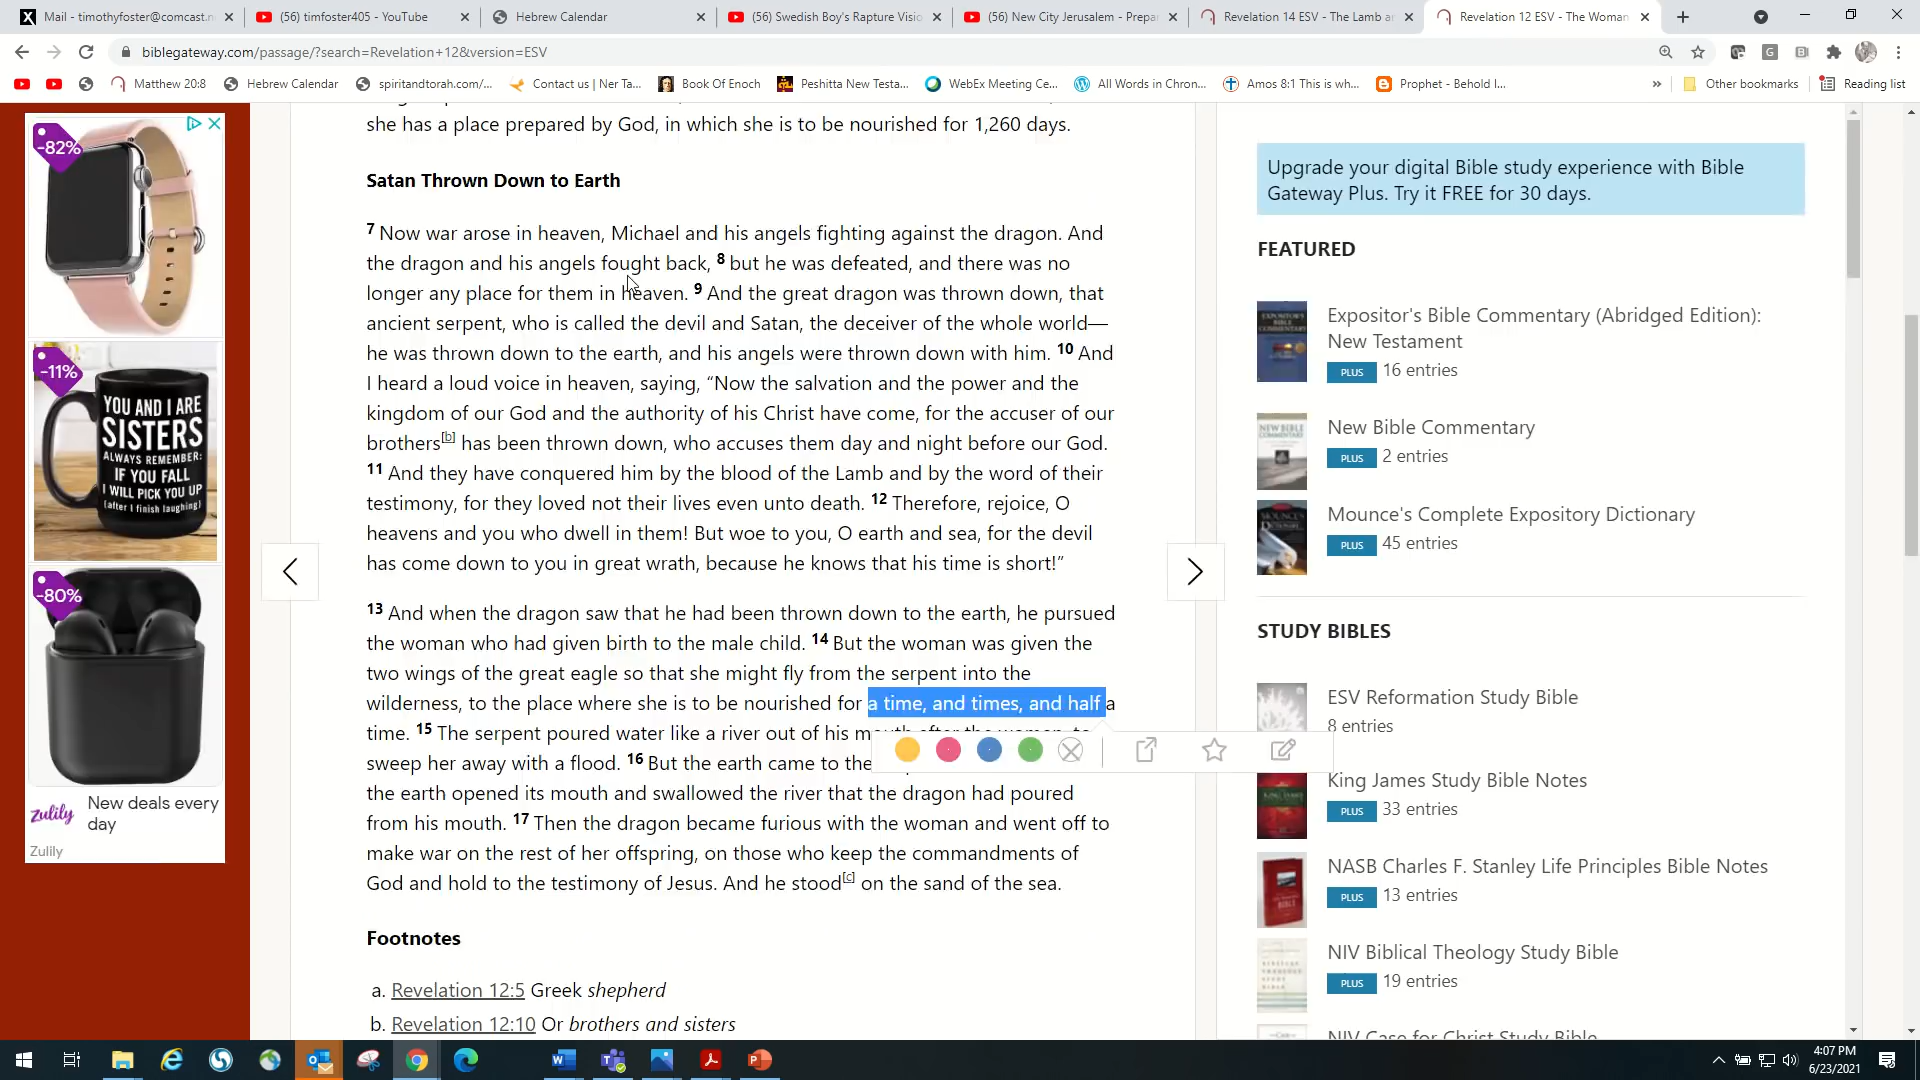 Mail - timothyfoster@comcast.n
(56) timfoster405 - YouTube
Hebrew Calendar
(56) Swedish Boy's Rapture Visio
(56) New City Jerusalem - Prepar
Revelation 14 ESV - The Lamb an
Revelation 12 ESV - The Woman
biblegateway.com/passage/?search=Revelation+12&version=ESV
Matthew 20:8
Hebrew Calendar
spiritandtorah.com/...
Contact us | Ner Ta...
Book Of Enoch
Peshitta New Testa...
WebEx Meeting Ce...
All Words in Chron...
Amos 8:1 This is wh...
Prophet - Behold I...
»
Other bookmarks
Reading list
she has a place prepared by God, in which she is to be nourished for 1,260 days.
Satan Thrown Down to Earth
7 Now war arose in heaven, Michael and his angels fighting against the dragon. And
the dragon and his angels fought back, 8 but he was defeated, and there was no
longer any place for them in heaven. 9 And the great dragon was thrown down, that
ancient serpent, who is called the devil and Satan, the deceiver of the whole world—
he was thrown down to the earth, and his angels were thrown down with him. 10 And
I heard a loud voice in heaven, saying, “Now the salvation and the power and the
kingdom of our God and the authority of his Christ have come, for the accuser of our
brothers[b] has been thrown down, who accuses them day and night before our God.
11 And they have conquered him by the blood of the Lamb and by the word of their
testimony, for they loved not their lives even unto death. 12 Therefore, rejoice, O
heavens and you who dwell in them! But woe to you, O earth and sea, for the devil
has come down to you in great wrath, because he knows that his time is short!”
13 And when the dragon saw that he had been thrown down to the earth, he pursued
the woman who had given birth to the male child. 14 But the woman was given the
two wings of the great eagle so that she might fly from the serpent into the
wilderness, to the place where she is to be nourished for a time, and times, and half a
time. 15 The serpent poured water like a river out of his mouth after the woman, to
sweep her away with a flood. 16 But the earth came to the
the earth opened its mouth and swallowed the river that the dragon had poured
from his mouth. 17 Then the dragon became furious with the woman and went off to
make war on the rest of her offspring, on those who keep the commandments of
God and hold to the testimony of Jesus. And he stood[c] on the sand of the sea.
Footnotes
a. Revelation 12:5 Greek shepherd
b. Revelation 12:10 Or brothers and sisters
-82%
-11%
YOU AND I ARE
SISTERS
ALWAYS REMEMBER:
IF YOU FALL
I WILL PICK YOU UP
(after I finish laughing)
-80%
zulily
New deals every
day
Zulily
Upgrade your digital Bible study experience with Bible
Gateway Plus. Try it FREE for 30 days.
FEATURED
Expositor's Bible Commentary (Abridged Edition):
New Testament
PLUS 16 entries
New Bible Commentary
PLUS 2 entries
Mounce's Complete Expository Dictionary
PLUS 45 entries
STUDY BIBLES
ESV Reformation Study Bible
8 entries
King James Study Bible Notes
PLUS 33 entries
NASB Charles F. Stanley Life Principles Bible Notes
PLUS 13 entries
NIV Biblical Theology Study Bible
PLUS 19 entries
NIV Case for Christ Study Bible
4:07 PM
6/23/2021